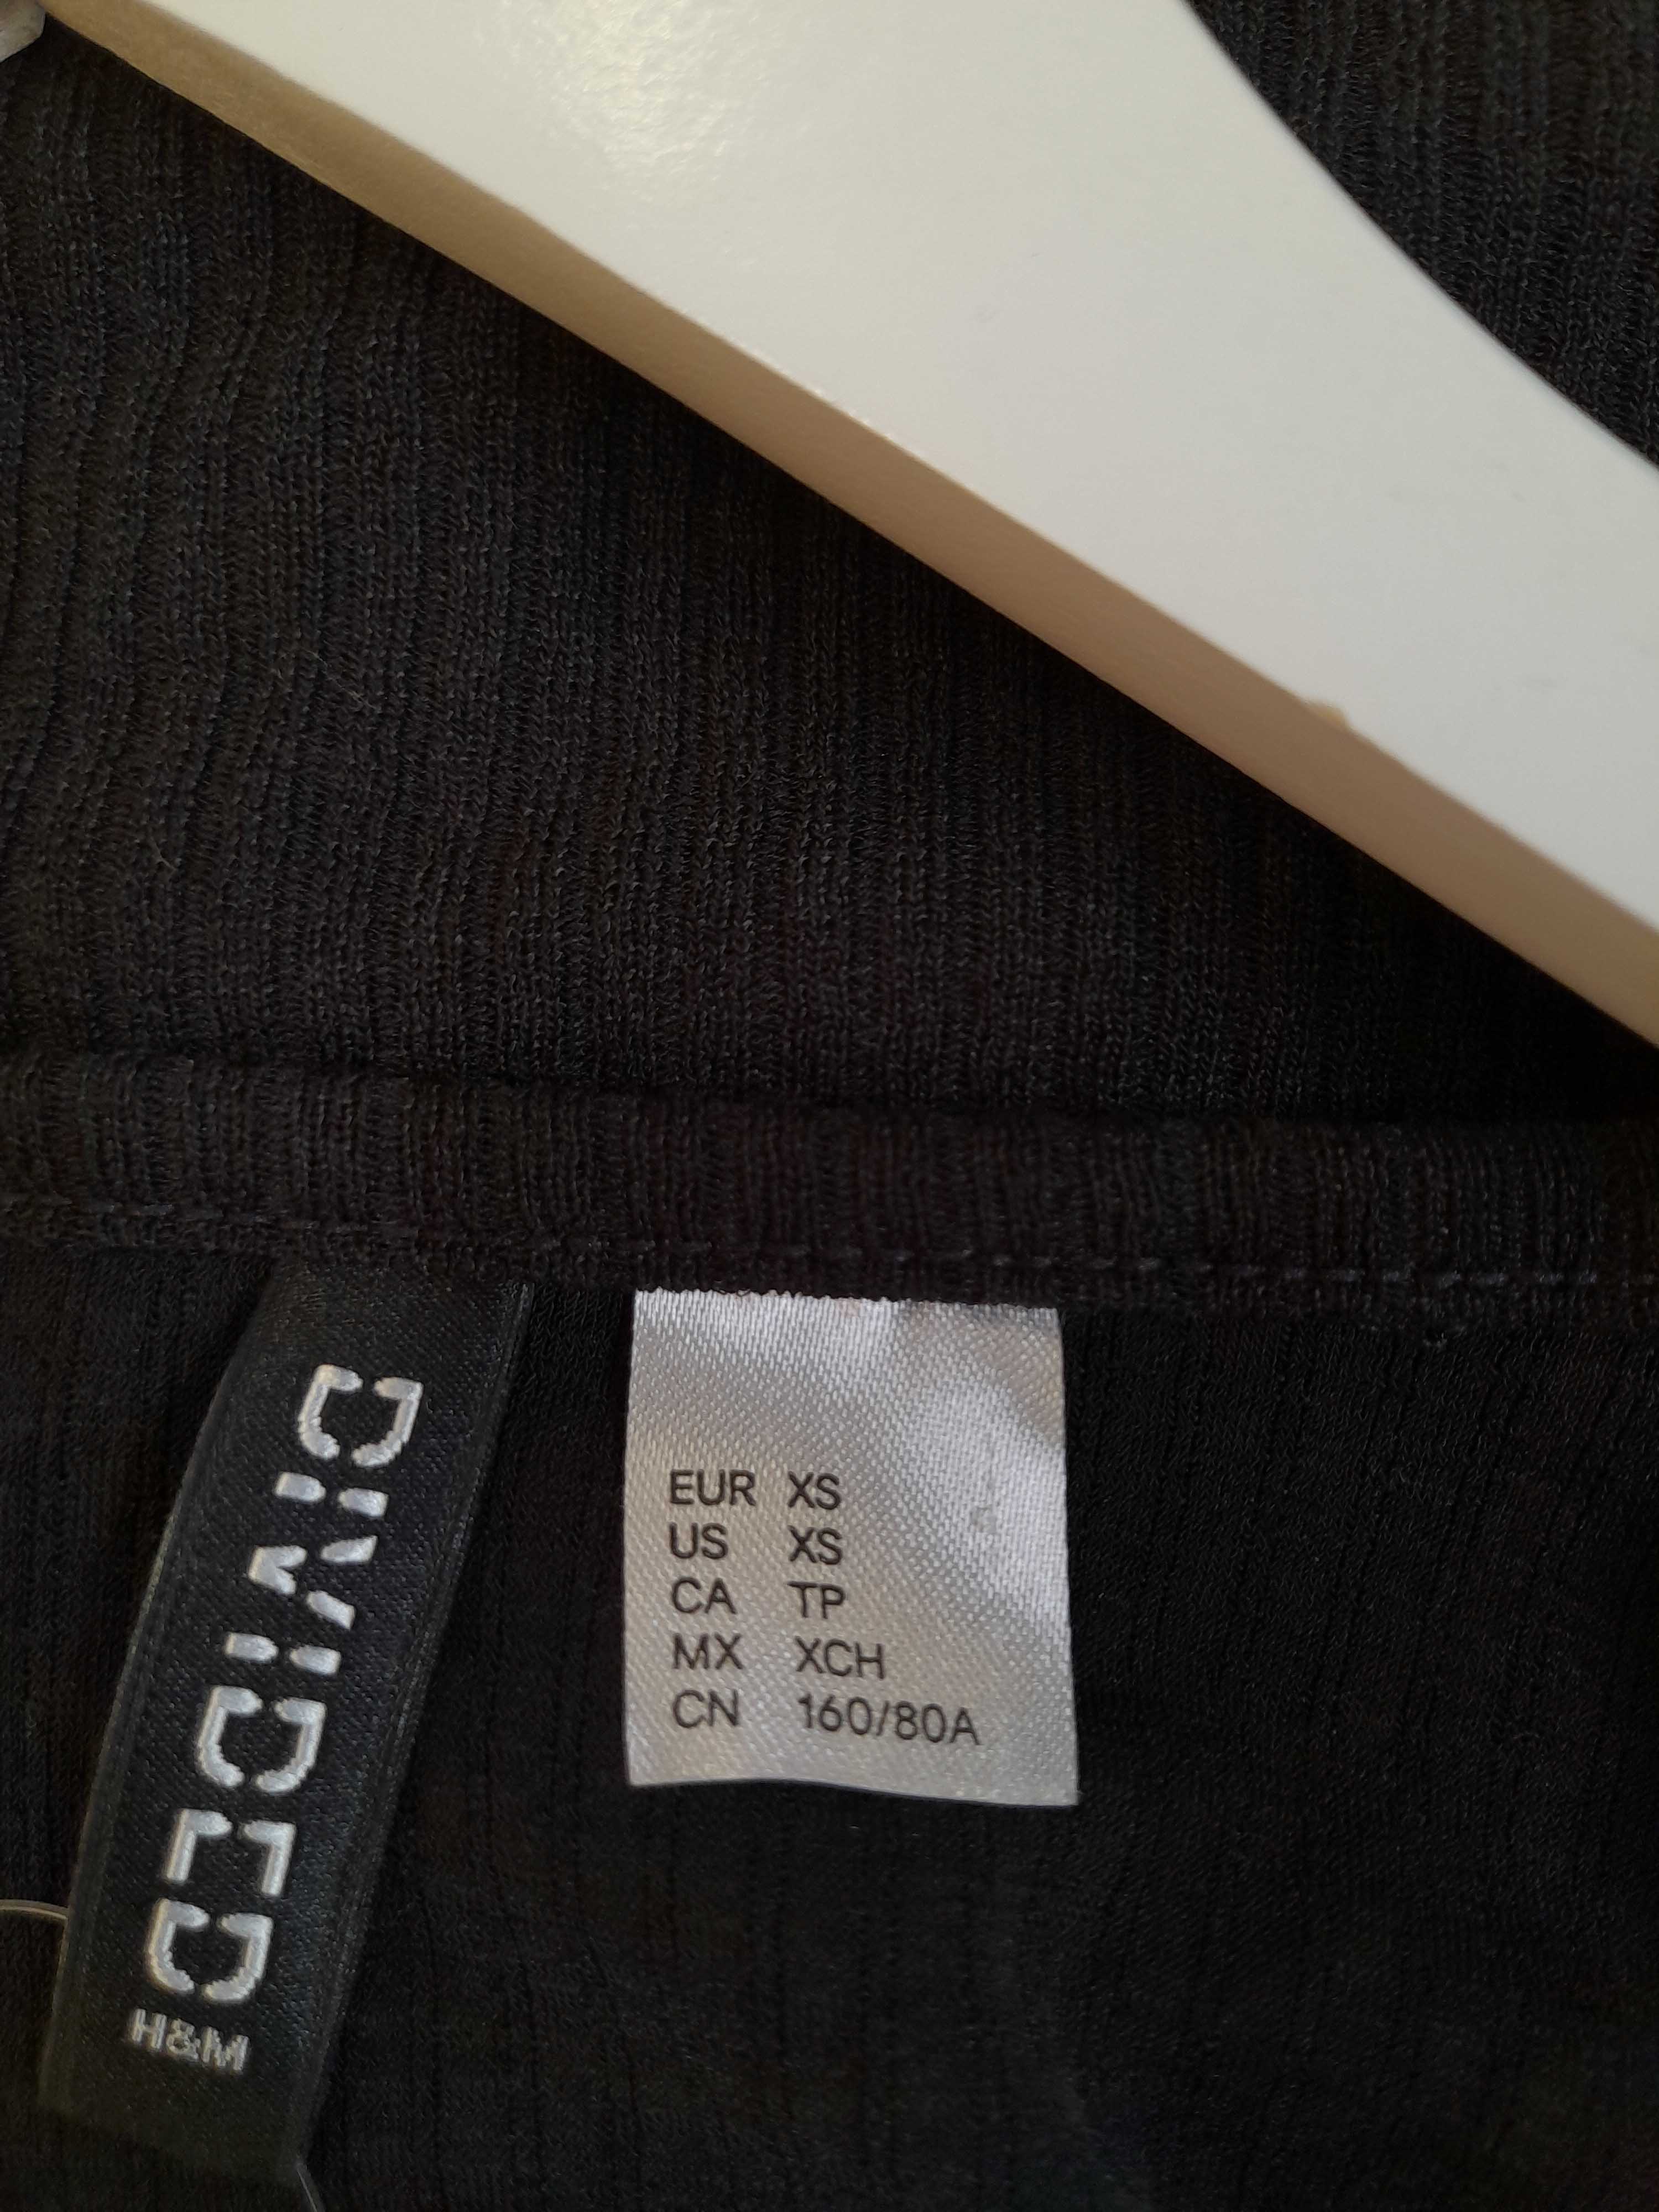 DIVIDED
H&M
EUR XS
US XS
CA TP
MX XCH
CN 160/80A